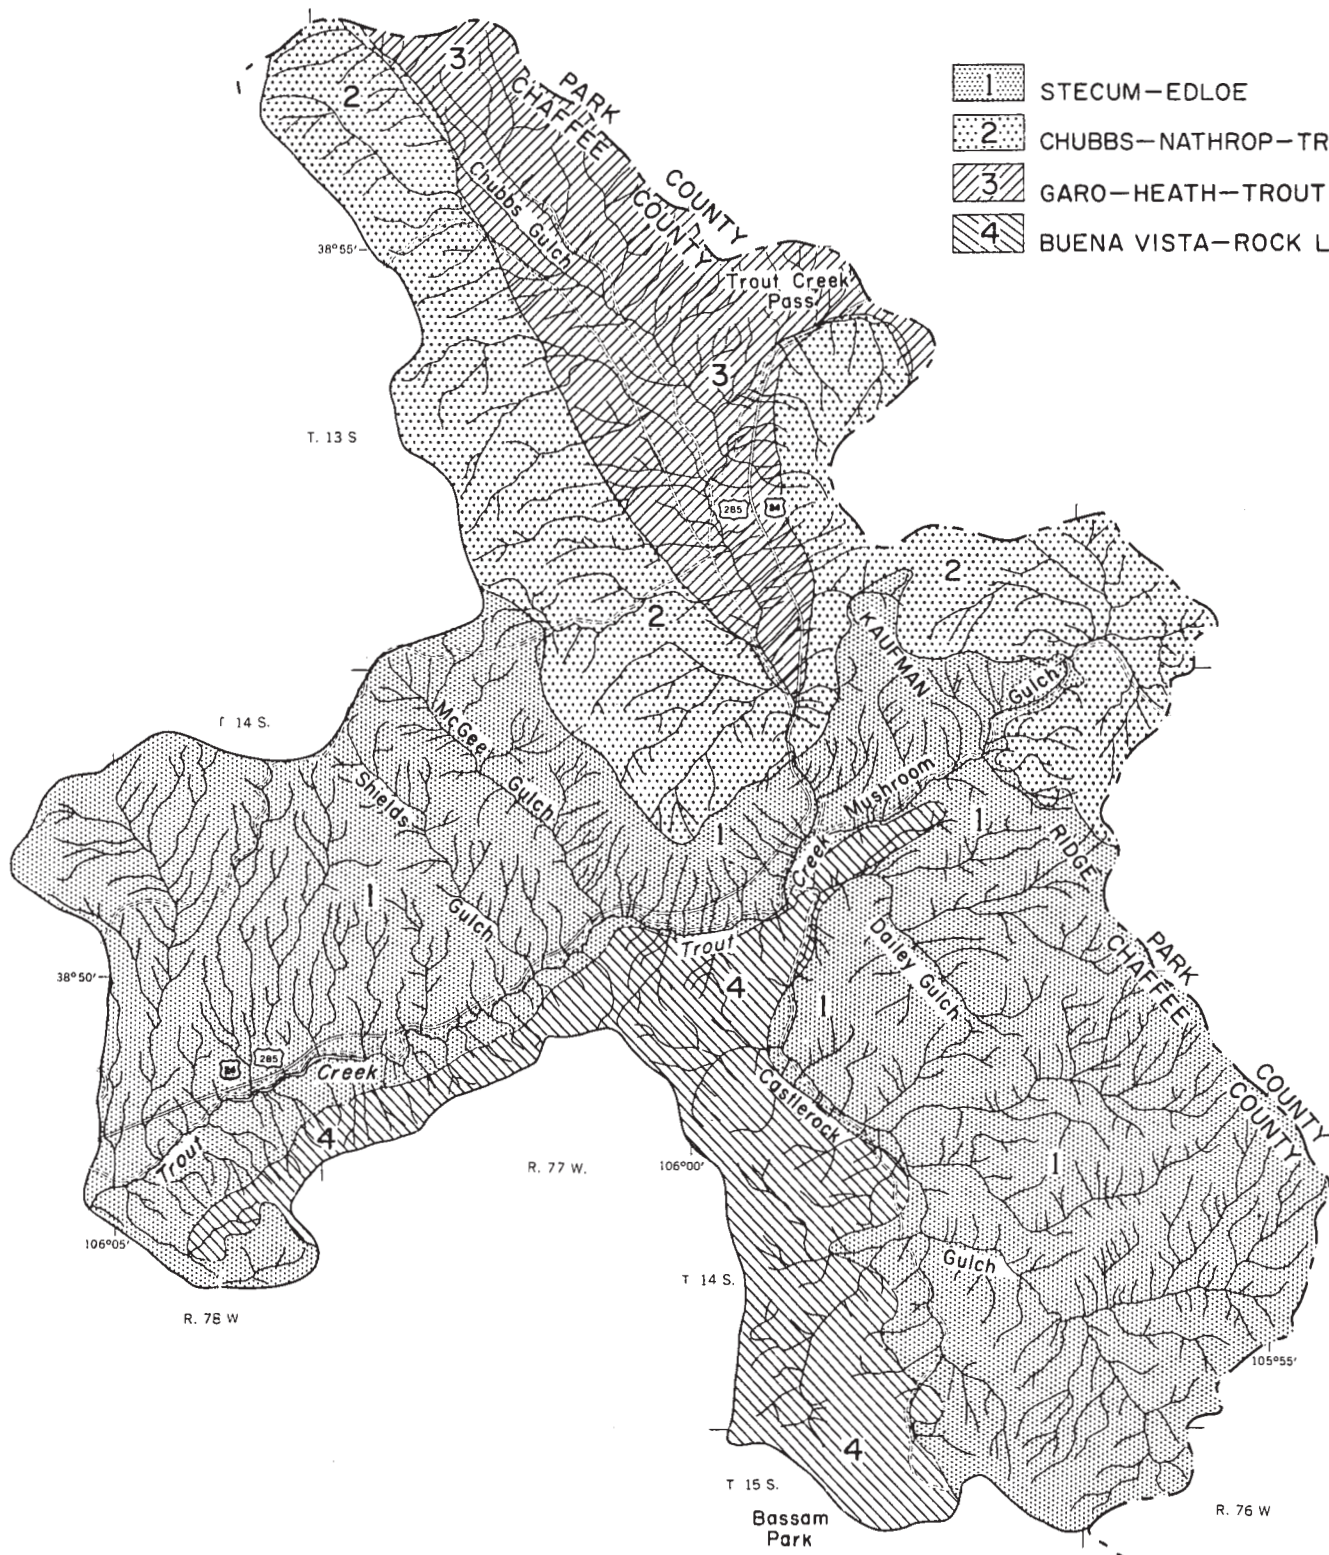 1 STECUM-EDLOE
2 CHUBBS-NATHROP-TR
3 GARO-HEATH-TROUT
4 BUENA VISTA-ROCK L
3
2
PARK
CHAFFEE
COUNTY
COUNTY
Chubbs Gulch
38°55'
Trout Creek
Pass
3
T. 13 S
285
24
2
2
KAUFMAN
Gulch
T 14 S.
McGee
Gulch
Shields
Gulch
Mushroom
1
1
RIDGE
Creek
1
Trout
Dailey Gulch
PARK
CHAFFEE
38°50'
4
1
24
285
Creek
Castlerock
COUNTY
COUNTY
4
Trout
R. 77 W.
106°00'
1
106°05'
Gulch
T 14 S.
R. 78 W
105°55'
4
T 15 S.
Bassam
Park
R. 76 W